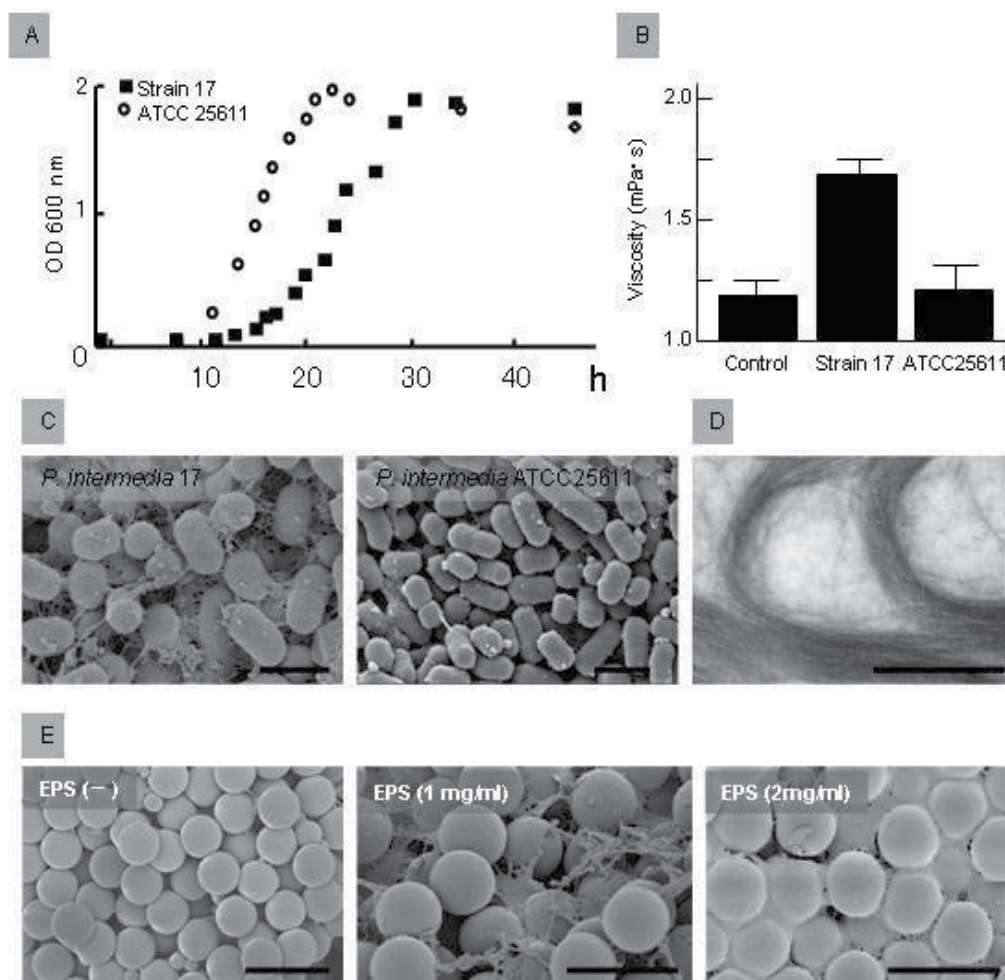 A
B
2
1
0
OD 600 nm
Strain 17
ATCC 25611
10
20
30
40
h
2.0
1.5
1.0
Viscosity (mPa• s)
Control
Strain 17
ATCC25611
C
D
P. intermedia 17
P. intermedia ATCC25611
E
EPS (−)
EPS (1 mg/ml)
EPS (2mg/ml)